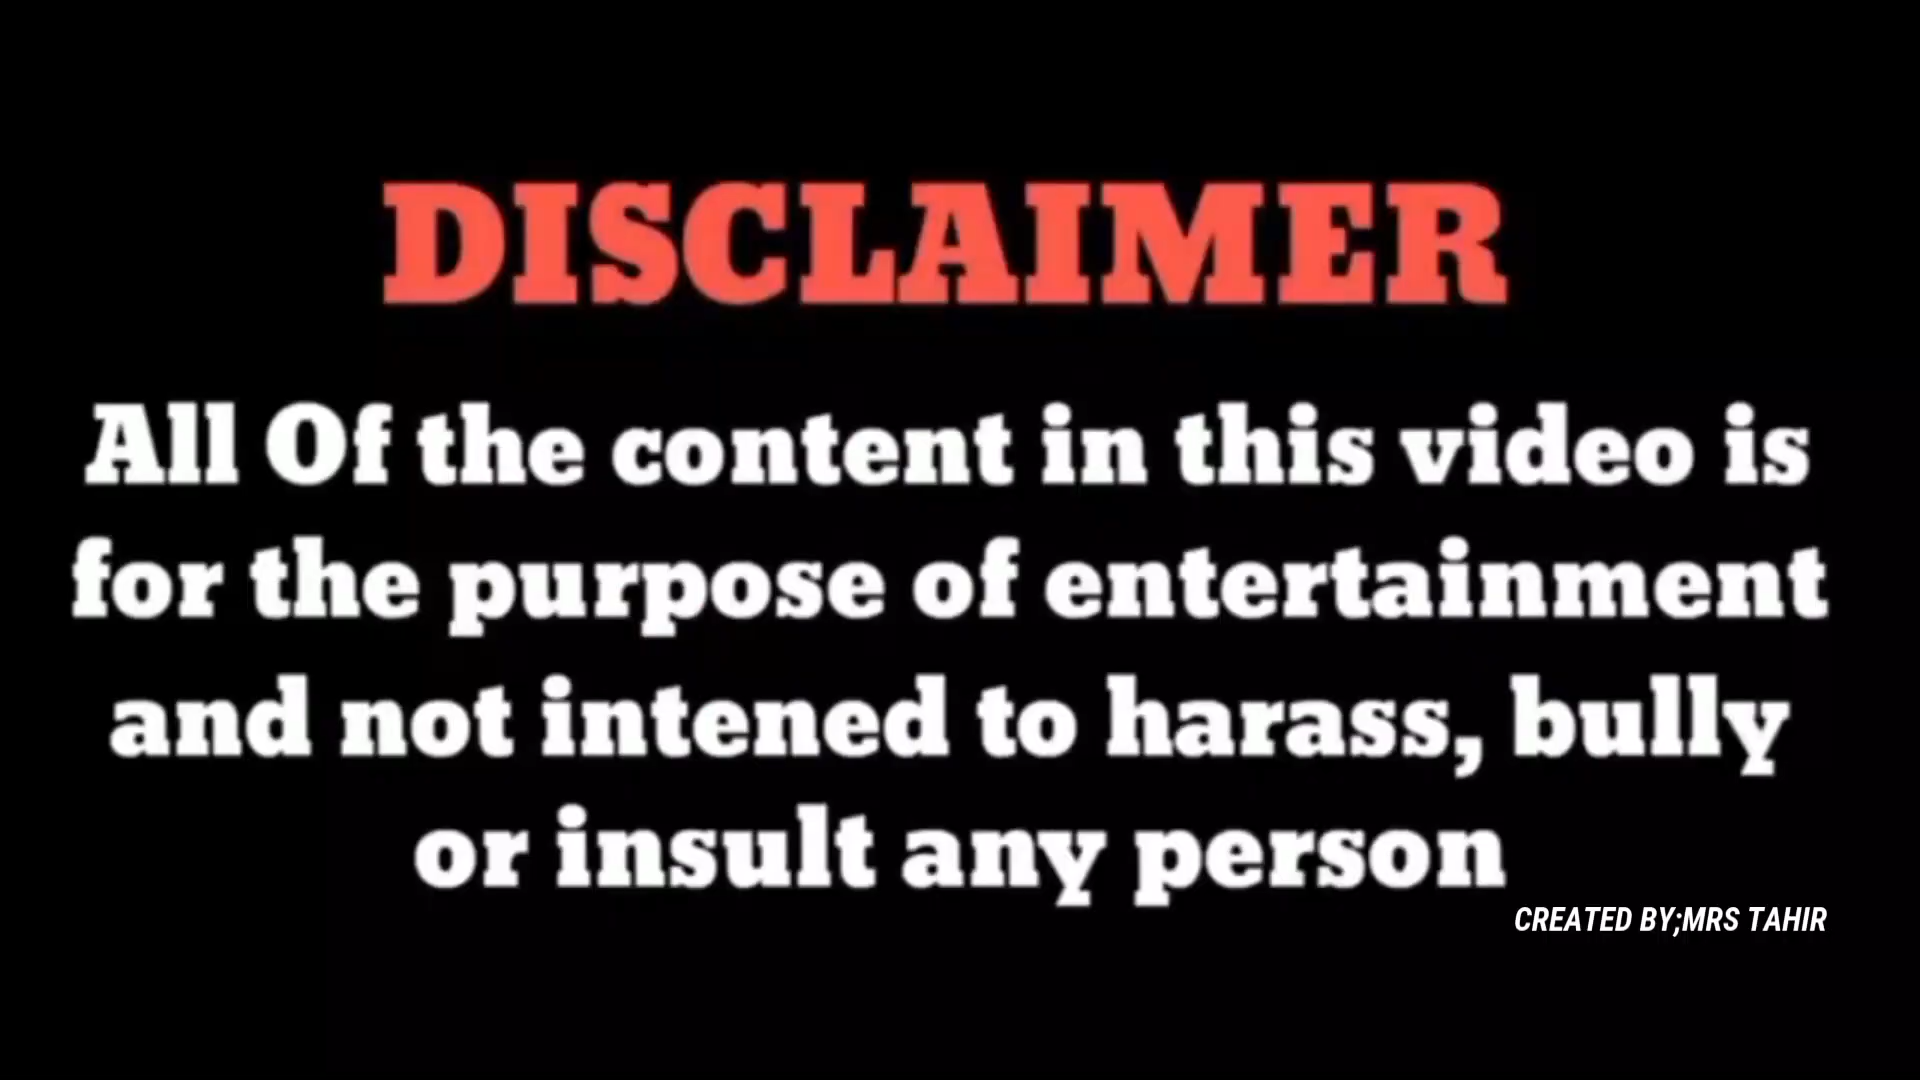 DISCLAIMER
All Of the content in this video is
for the purpose of entertainment
and not intened to harass, bully
or insult any person
CREATED BY;MRS TAHIR